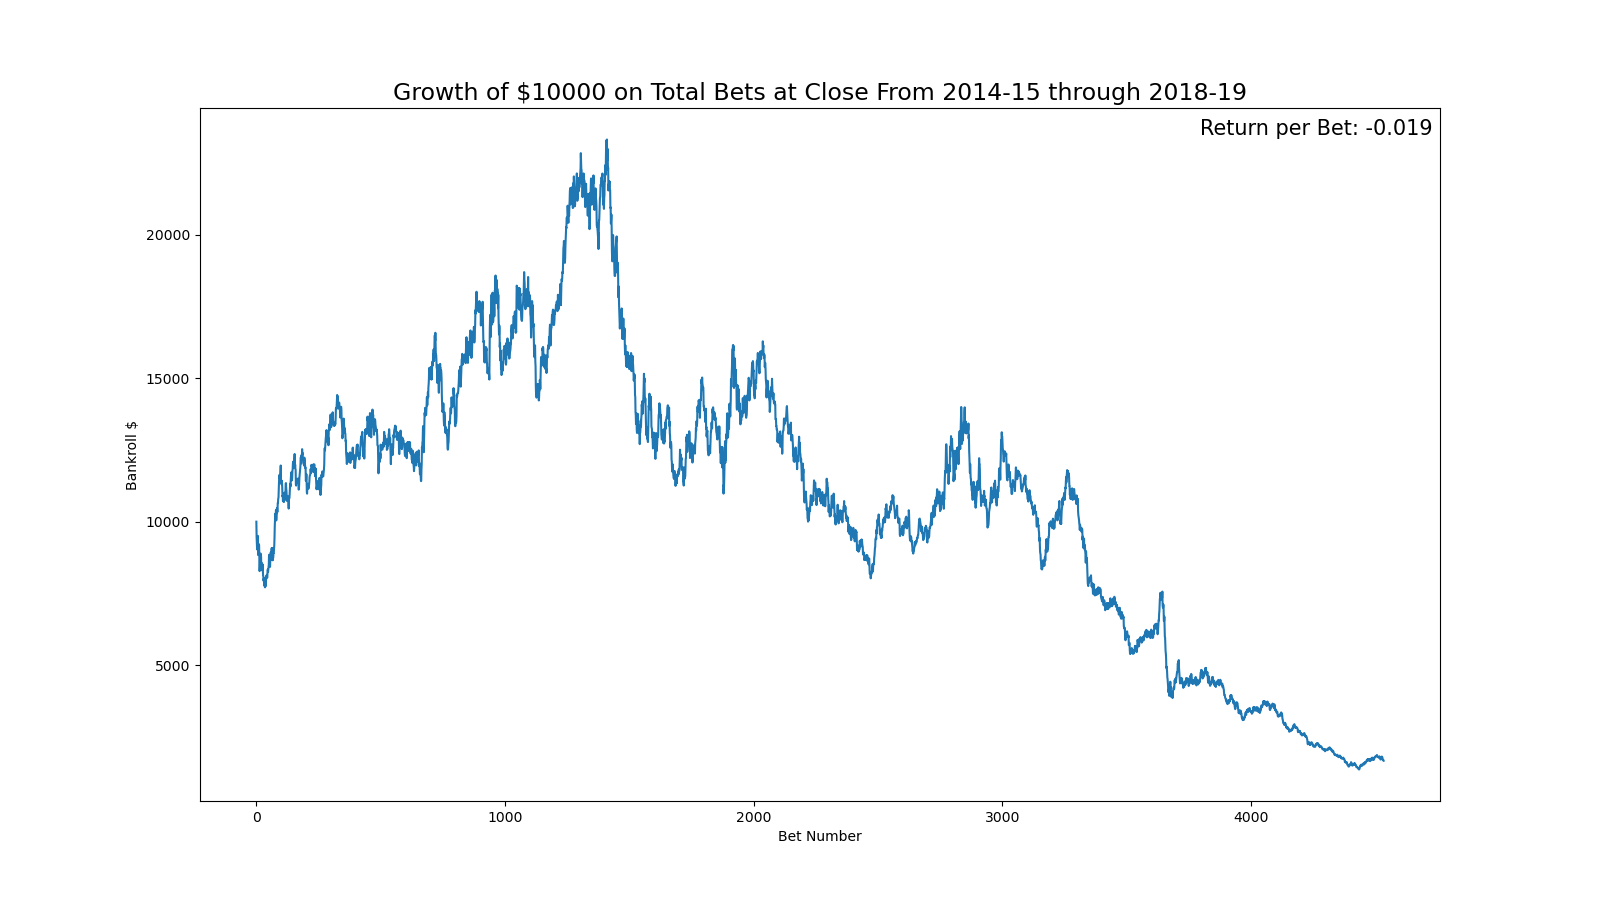 Growth of $10000 on Total Bets at Close From 2014-15 through 2018-19
Return per Bet: -0.019
20000
15000
10000
5000
Bankroll $
0 1000 2000 3000 4000
Bet Number